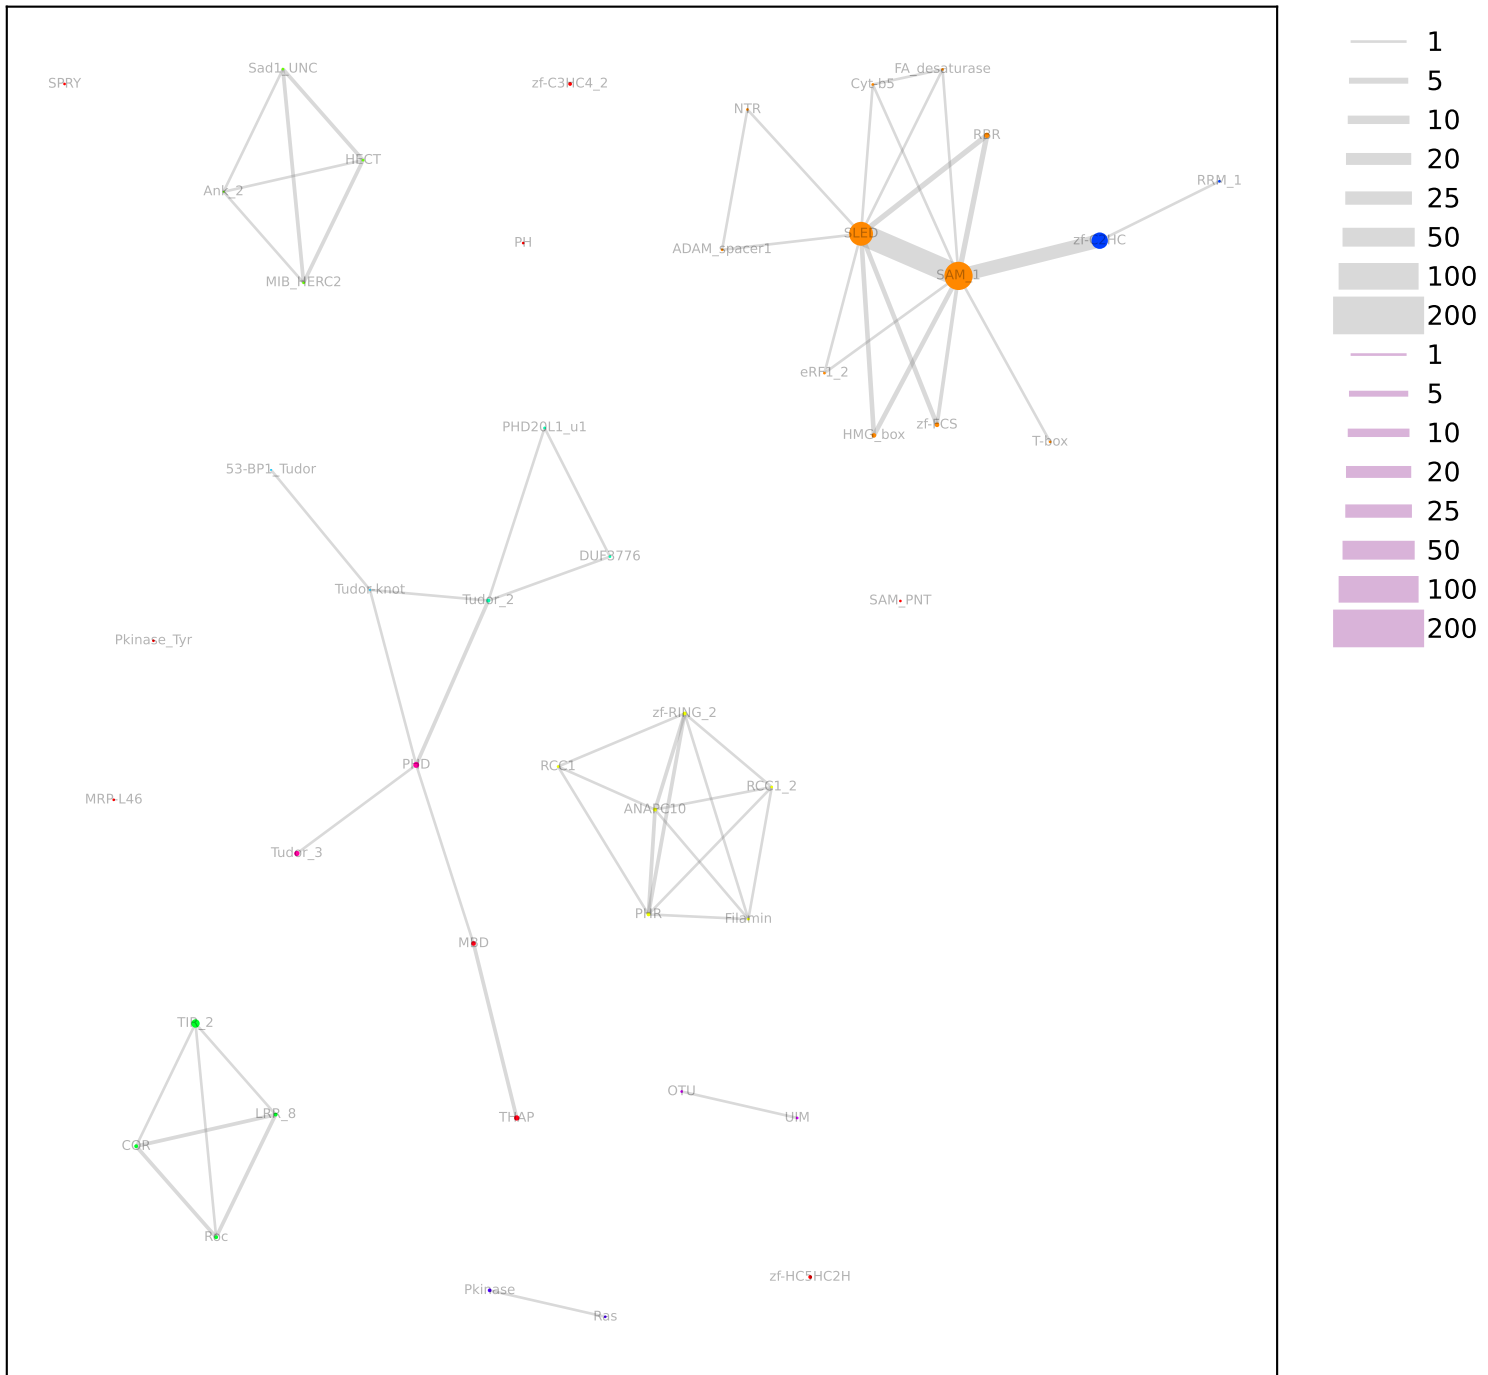 Sad1_UNC
SPRY
zf-C3HC4_2
Cyt-b5
FA_desaturase
NTR
RBR
HECT
Ank_2
RRM_1
PH
ADAM_spacer1
SLED
zf-C2HC
SAM_1
MIB_HERC2
eRF1_2
PHD20L1_u1
HMG_box
zf-FCS
T-box
53-BP1_Tudor
DUF3776
Tudor-knot
Tudor_2
SAM_PNT
Pkinase_Tyr
zf-RING_2
PHD
RCC1
RCC1_2
MRP-L46
ANAPC10
Tudor_3
PHR
Filamin
MBD
TIR_2
OTU
LRR_8
THAP
UIM
COR
Roc
zf-HC5HC2H
Pkinase
Ras
1
5
10
20
25
50
100
200
1
5
10
20
25
50
100
200